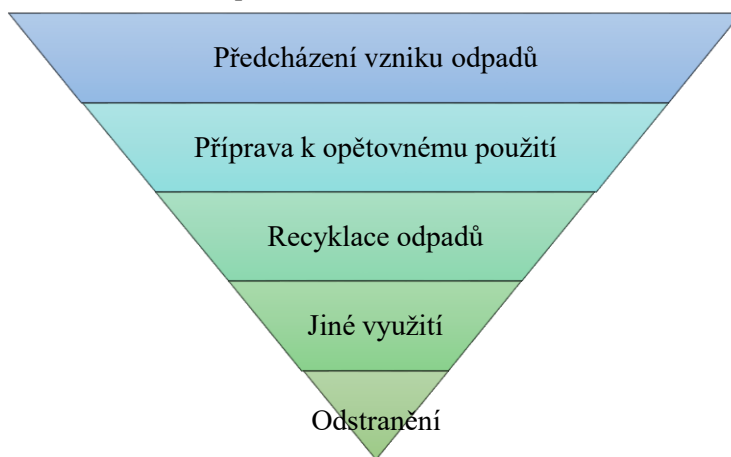 Předcházení vzniku odpadů
Příprava k opětovnému použití
Recyklace odpadů
Jiné využití
Odstranění